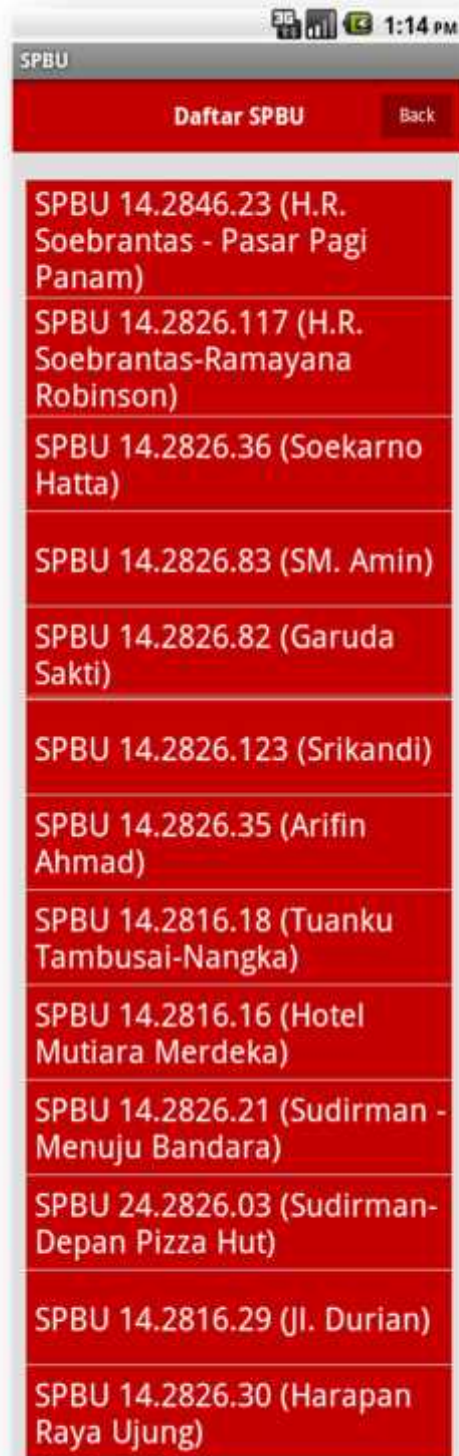 3G
1:14 PM
SPBU
Daftar SPBU
Back
SPBU 14.2846.23 (H.R.
Soebrantas - Pasar Pagi
Panam)
SPBU 14.2826.117 (H.R.
Soebrantas-Ramayana
Robinson)
SPBU 14.2826.36 (Soekarno
Hatta)
SPBU 14.2826.83 (SM. Amin)
SPBU 14.2826.82 (Garuda
Sakti)
SPBU 14.2826.123 (Srikandi)
SPBU 14.2826.35 (Arifin
Ahmad)
SPBU 14.2816.18 (Tuanku
Tambusai-Nangka)
SPBU 14.2816.16 (Hotel
Mutiara Merdeka)
SPBU 14.2826.21 (Sudirman -
Menuju Bandara)
SPBU 24.2826.03 (Sudirman-
Depan Pizza Hut)
SPBU 14.2816.29 (Jl. Durian)
SPBU 14.2826.30 (Harapan
Raya Ujung)